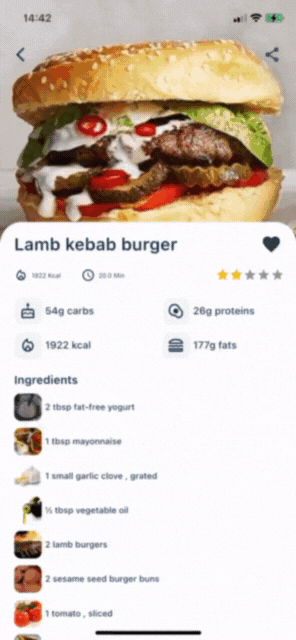 14:42
Lamb kebab burger
1922 Kcal
20.0 Min
54g carbs
26g proteins
1922 kcal
177g fats
Ingredients
2 tbsp fat-free yogurt
1 tbsp mayonnaise
1 small garlic clove , grated
½ tbsp vegetable oil
2 lamb burgers
2 sesame seed burger buns
1 tomato , sliced